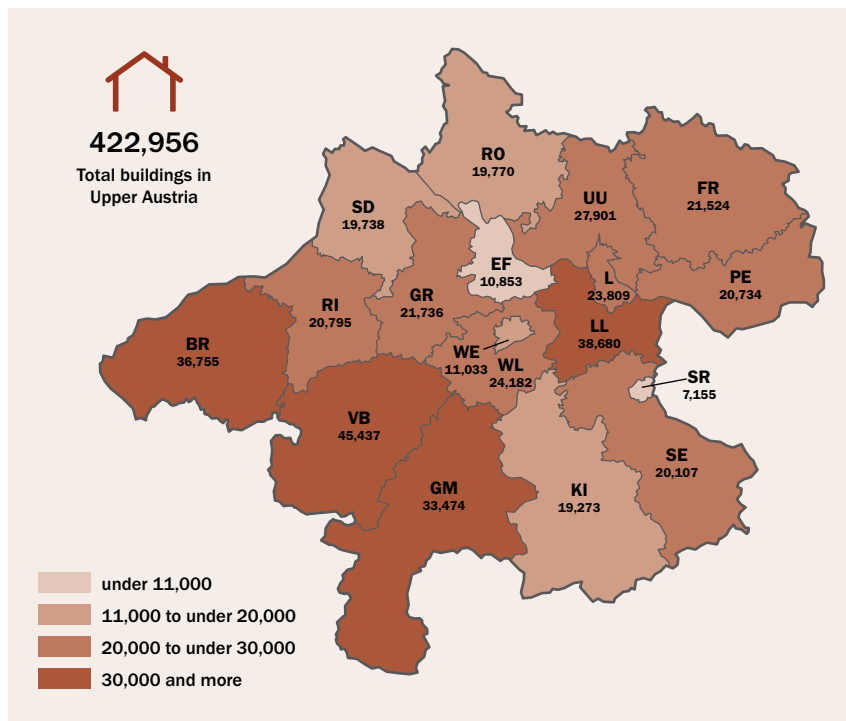 422,956
Total buildings in
Upper Austria
RO
19,770
SD
19,738
UU
27,901
FR
21,524
EF
10,853
L
23,809
PE
20,734
RI
20,795
GR
21,736
BR
36,755
LL
38,680
WE
11,033
WL
24,182
SR
7,155
VB
45,437
SE
20,107
GM
33,474
KI
19,273
under 11,000
11,000 to under 20,000
20,000 to under 30,000
30,000 and more